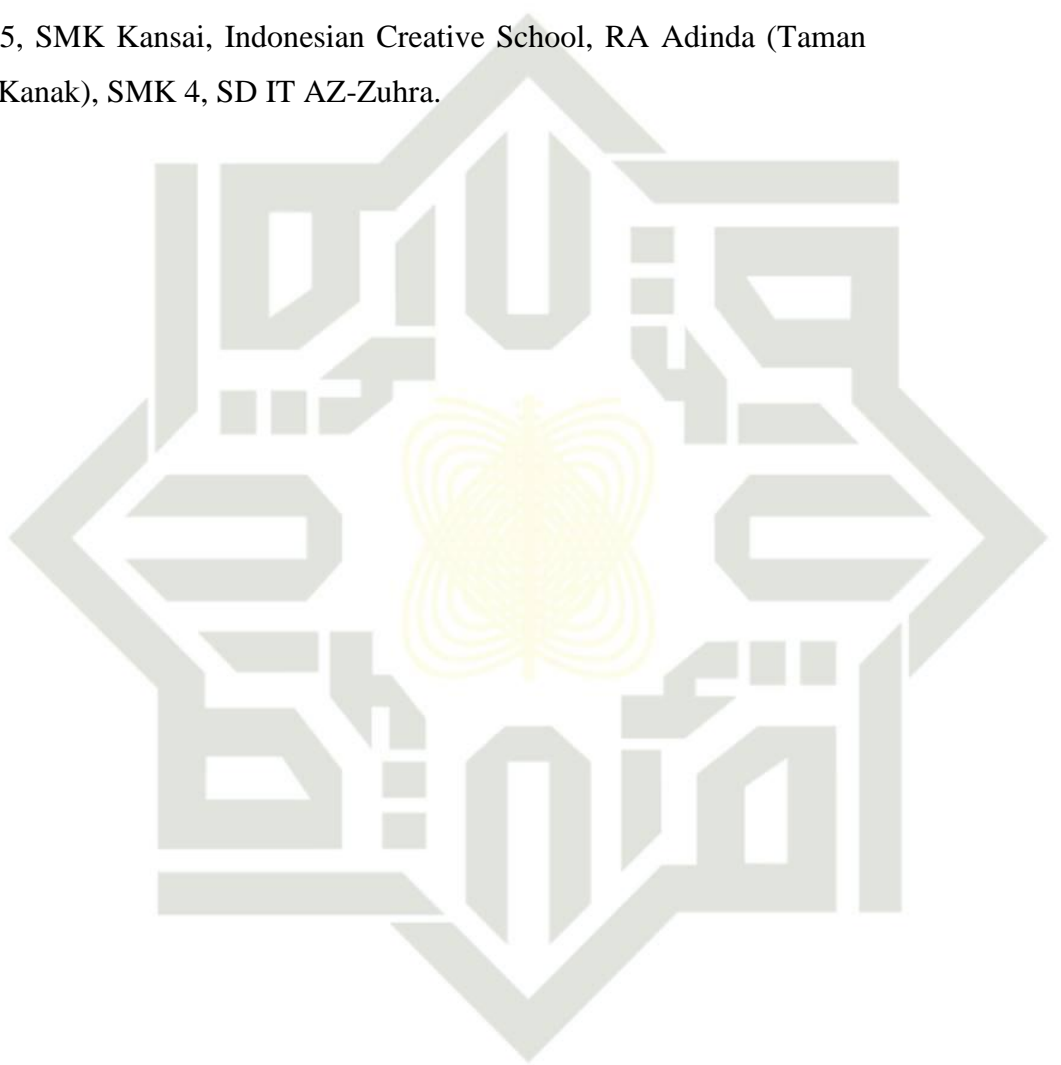 5, SMK Kansai, Indonesian Creative School, RA Adinda (Taman
Kanak), SMK 4, SD IT AZ-Zuhra.